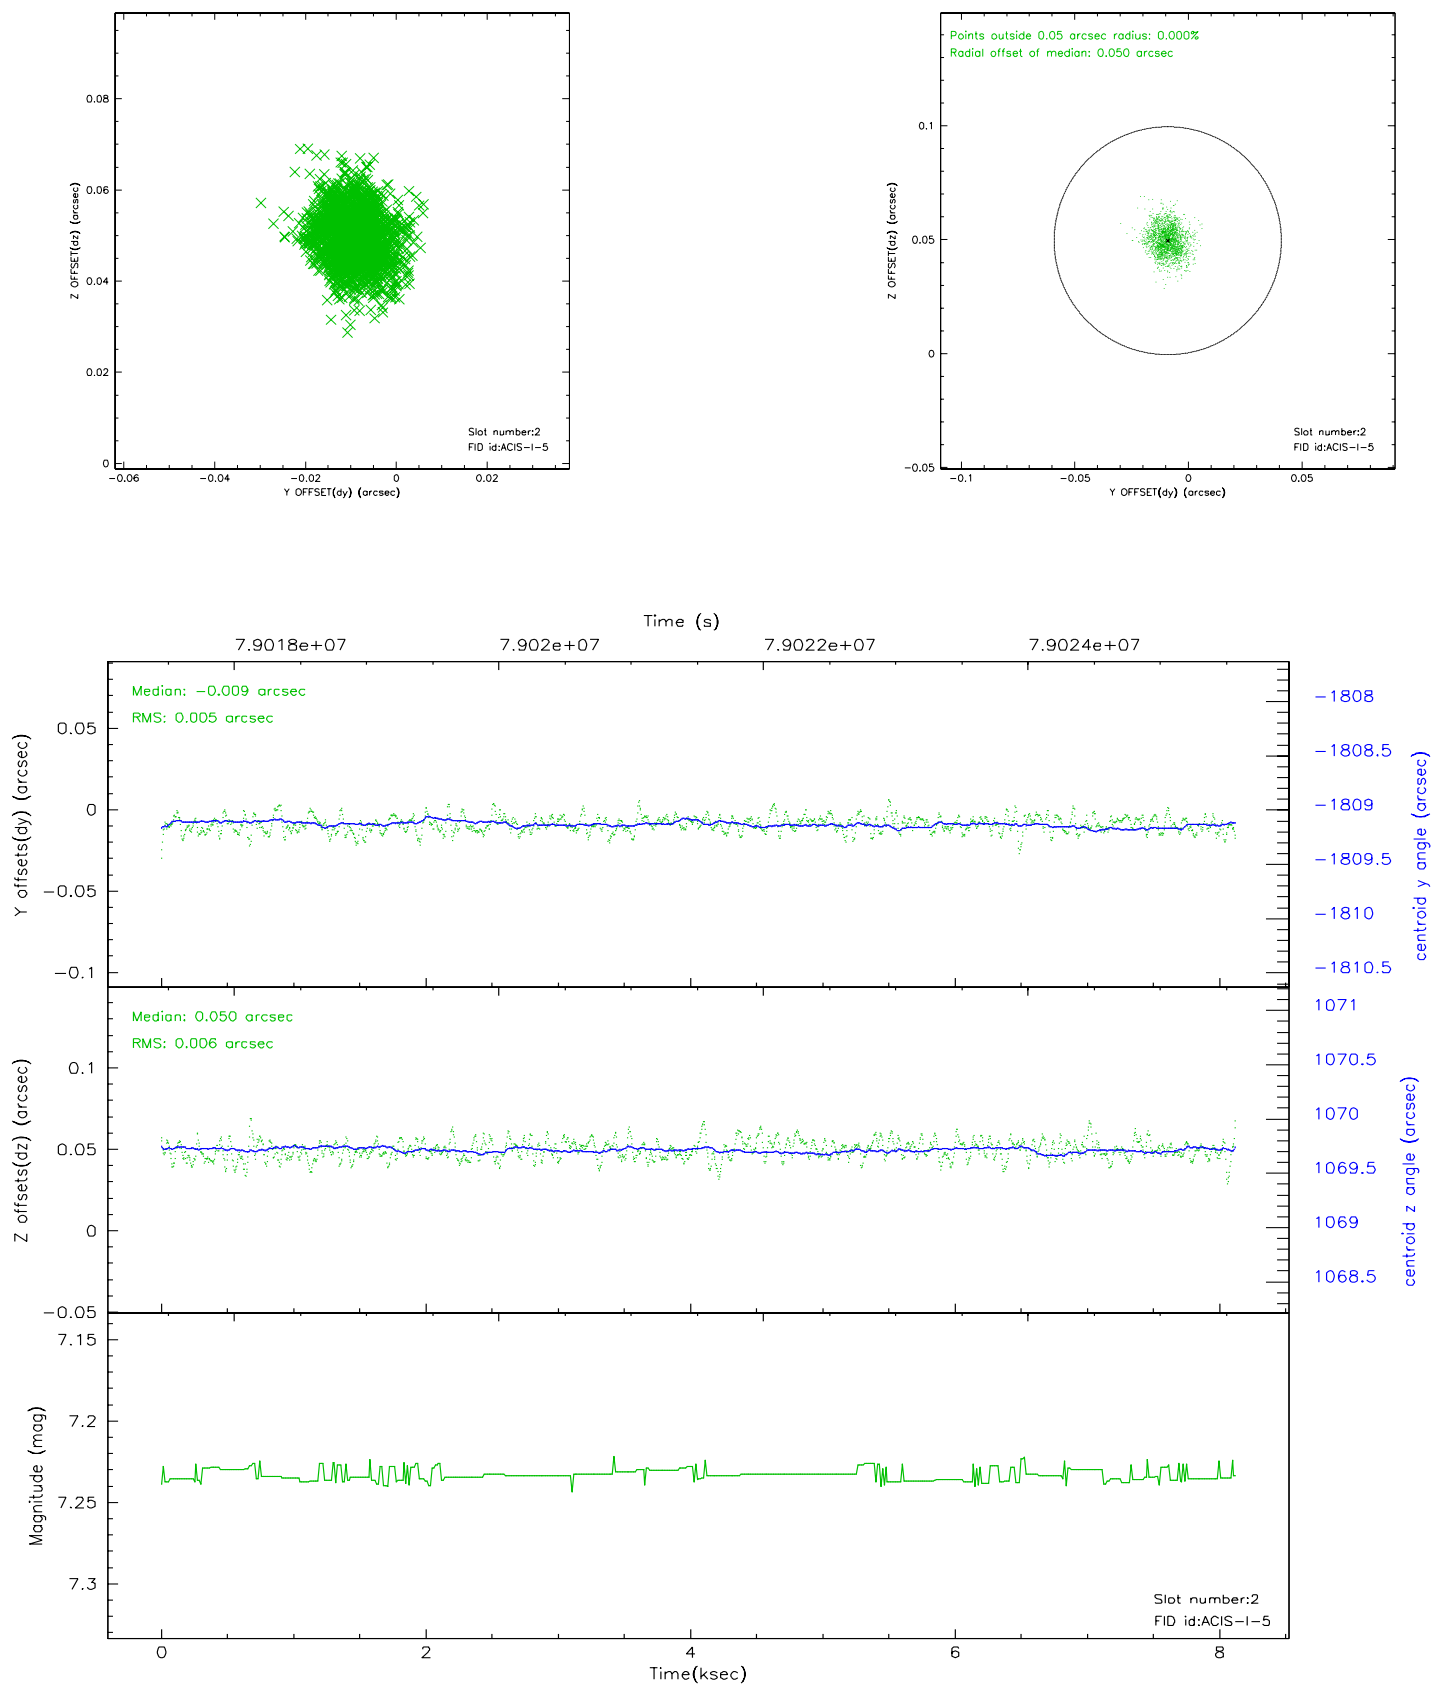 0.08
0.06
0.04
0.02
0
Z OFFSET(dz) (arcsec)
Slot number:2
FID id:ACIS-I-5
-0.06 -0.04 -0.02 0 0.02
Y OFFSET(dy) (arcsec)
Points outside 0.05 arcsec radius: 0.000%
Radial offset of median: 0.050 arcsec
0.1
0.05
0
-0.05
Z OFFSET(dz) (arcsec)
Slot number:2
FID id:ACIS-I-5
-0.1 -0.05 0 0.05
Y OFFSET(dy) (arcsec)
Time (s)
7.9018e+07 7.902e+07 7.9022e+07 7.9024e+07
Median: -0.009 arcsec
RMS: 0.005 arcsec
0.05
0
-0.05
-0.1
Y offsets(dy) (arcsec)
-1808
-1808.5
-1809
-1809.5
-1810
-1810.5
centroid y angle (arcsec)
Median: 0.050 arcsec
RMS: 0.006 arcsec
0.1
0.05
0
-0.05
Z offsets(dz) (arcsec)
1071
1070.5
1070
1069.5
1069
1068.5
centroid z angle (arcsec)
7.15
7.2
7.25
7.3
Magnitude (mag)
Slot number:2
FID id:ACIS-I-5
0 2 4 6 8
Time(ksec)